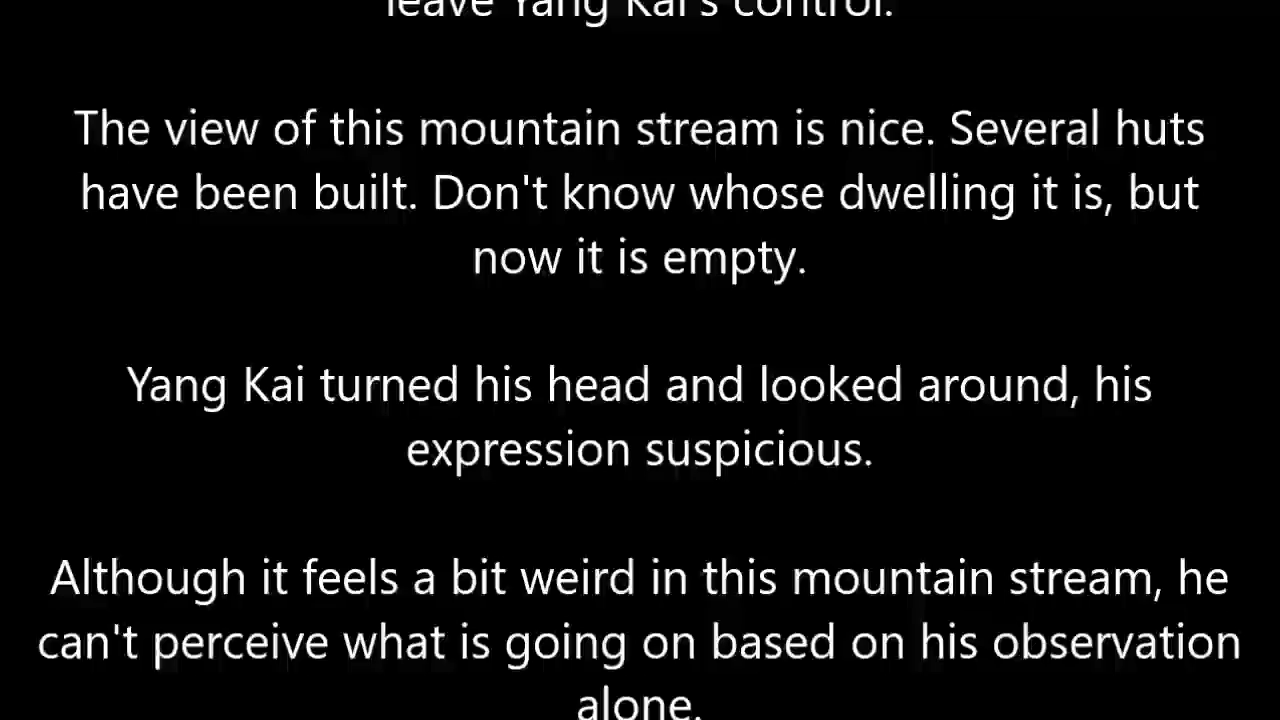 leave Yang Kai's control.
The view of this mountain stream is nice. Several huts
have been built. Don't know whose dwelling it is, but
now it is empty.
Yang Kai turned his head and looked around, his
expression suspicious.
Although it feels a bit weird in this mountain stream, he
can't perceive what is going on based on his observation
alone.